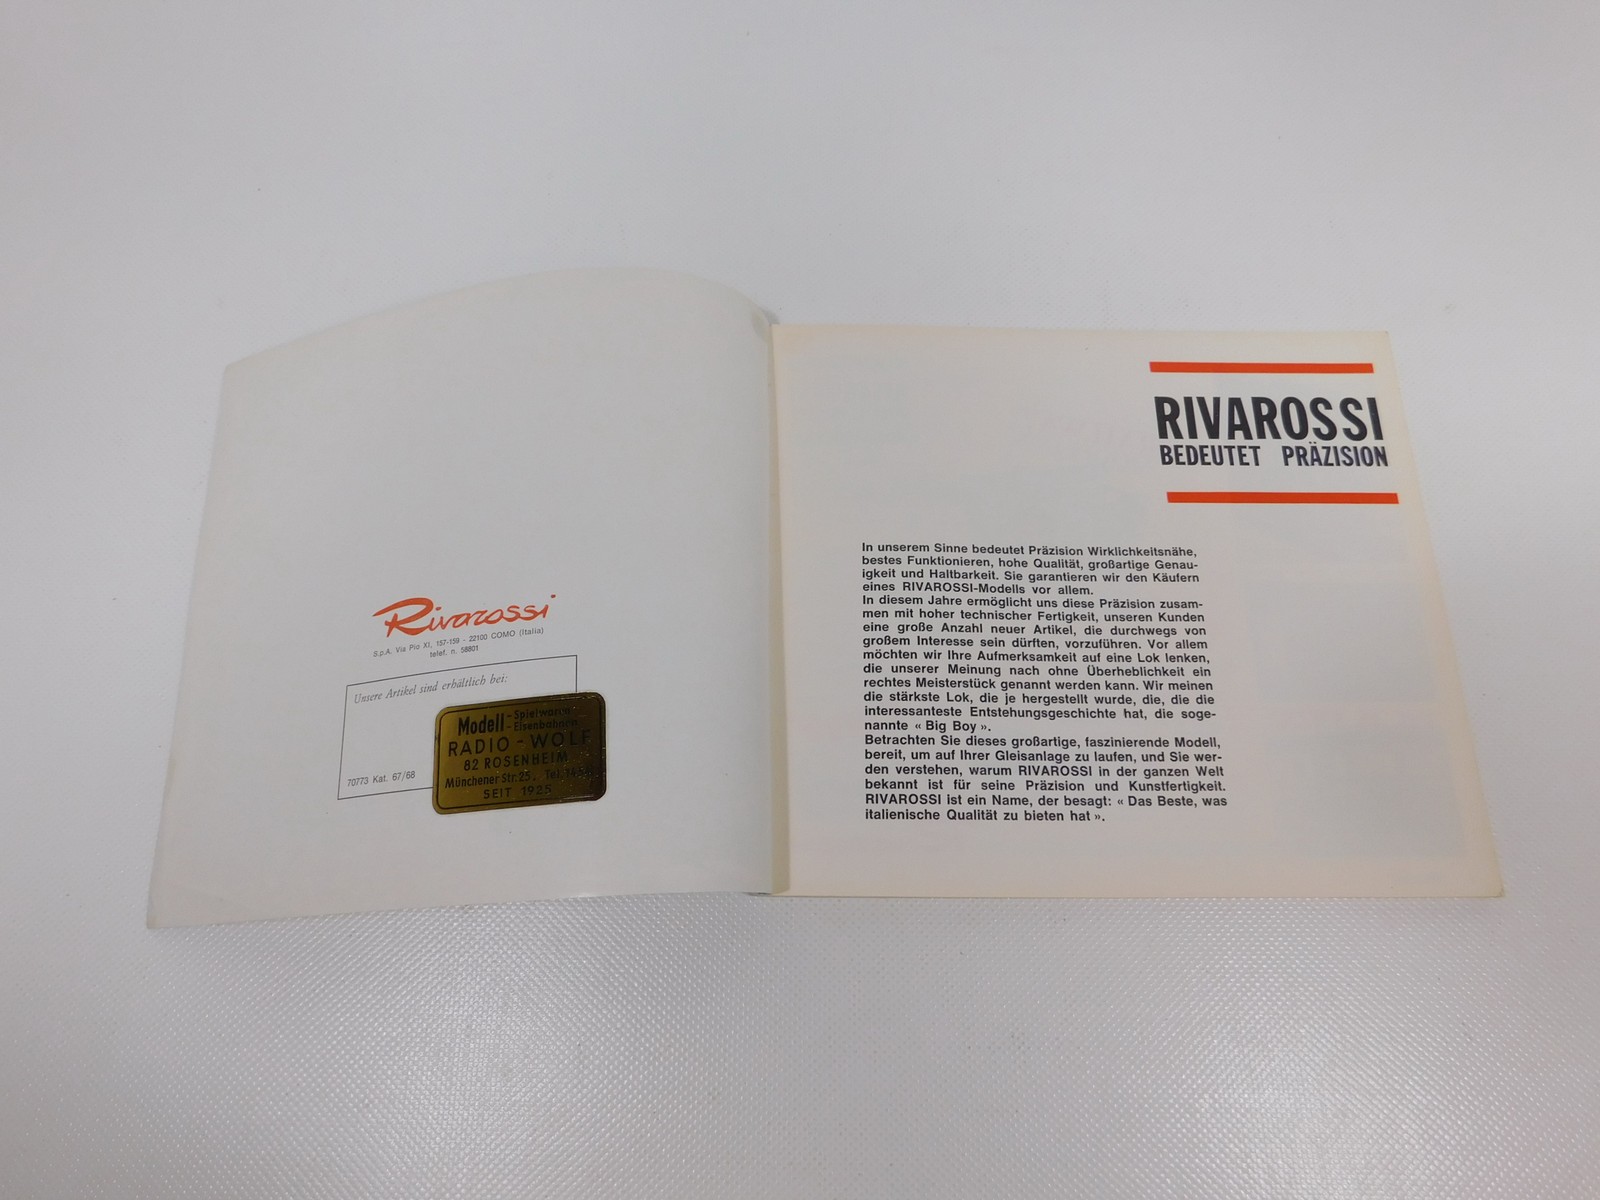 Rivarossi
S.p.A. Via Pio XI, 157-159 - 22100 COMO (Italia)
telef. n. 58801
Unsere Artikel sind erhältlich bei:
Modell - Spielwaren
- Eisenbahnen
RADIO - WOLF
82 ROSENHEIM
Münchener Str. 25. Tel.
SEIT 1925
70773 Kat. 67/68
RIVAROSSI
BEDEUTET PRÄZISION
In unserem Sinne bedeutet Präzision Wirklichkeitsnähe,
bestes Funktionieren, hohe Qualität, großartige Genau-
igkeit und Haltbarkeit. Sie garantieren wir den Käufern
eines RIVAROSSI-Modells vor allem.
In diesem Jahre ermöglicht uns diese Präzision zusam-
men mit hoher technischer Fertigkeit, unseren Kunden
eine große Anzahl neuer Artikel, die durchwegs von
großem Interesse sein dürften, vorzuführen. Vor allem
möchten wir Ihre Aufmerksamkeit auf eine Lok lenken,
die unserer Meinung nach ohne Überheblichkeit ein
rechtes Meisterstück genannt werden kann. Wir meinen
die stärkste Lok, die je hergestellt wurde, die, die die
interessanteste Entstehungsgeschichte hat, die soge-
nannte « Big Boy ».
Betrachten Sie dieses großartige, faszinierende Modell,
bereit, um auf Ihrer Gleisanlage zu laufen, und Sie wer-
den verstehen, warum RIVAROSSI in der ganzen Welt
bekannt ist für seine Präzision und Kunstfertigkeit.
RIVAROSSI ist ein Name, der besagt: « Das Beste, was
italienische Qualität zu bieten hat ».